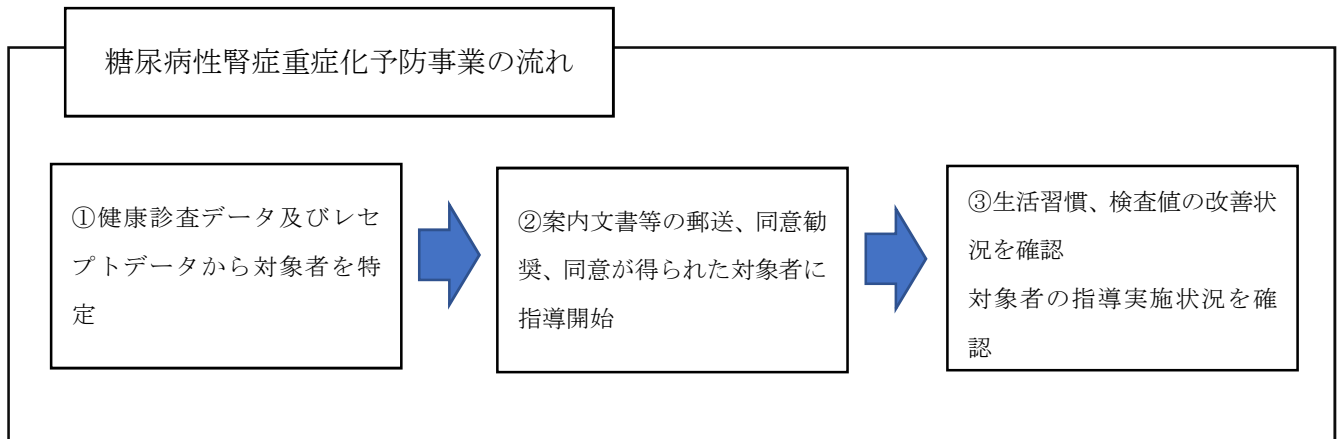 糖尿病性腎症重症化予防事業の流れ
①健康診査データ及びレセ
プトデータから対象者を特
定
②案内文書等の郵送、同意勧
奨、同意が得られた対象者に
指導開始
③生活習慣、検査値の改善状
況を確認
対象者の指導実施状況を確
認